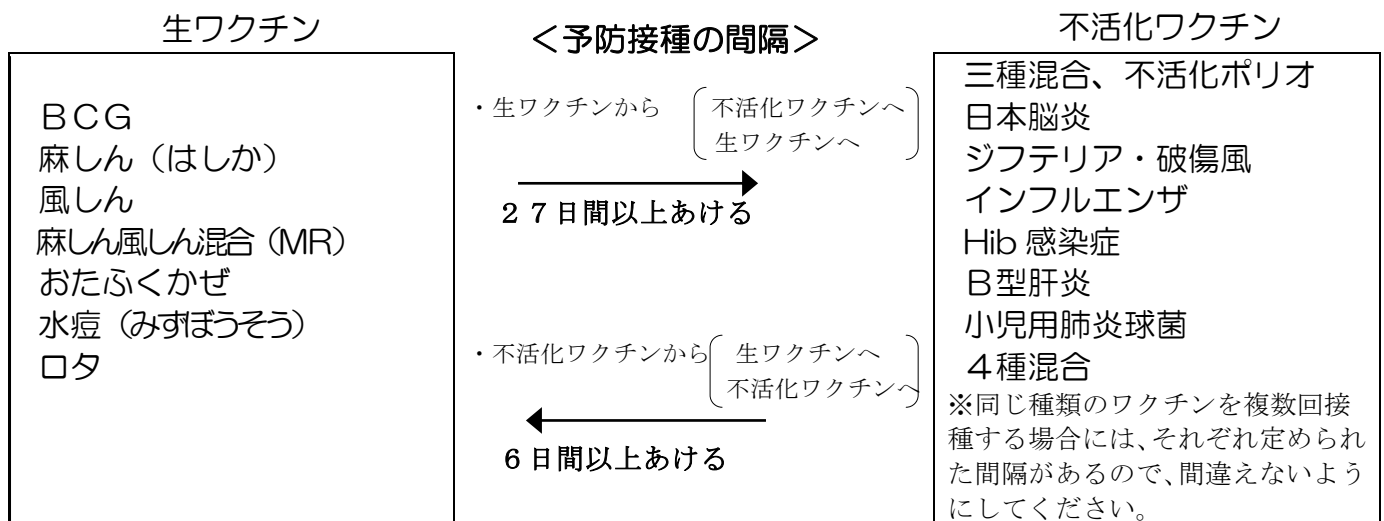 生ワクチン
ＢＣＧ
麻しん（はしか）
風しん
麻しん風しん混合（MR）
おたふくかぜ
水痘（みずぼうそう）
ロタ
＜予防接種の間隔＞
・生ワクチンから
不活化ワクチンへ
生ワクチンへ
２７日間以上あける
・不活化ワクチンから
生ワクチンへ
不活化ワクチンへ
６日間以上あける
不活化ワクチン
三種混合、不活化ポリオ
日本脳炎
ジフテリア・破傷風
インフルエンザ
Hib 感染症
Ｂ型肝炎
小児用肺炎球菌
４種混合
※同じ種類のワクチンを複数回接
種する場合には、それぞれ定められ
た間隔があるので、間違えないよう
にしてください。